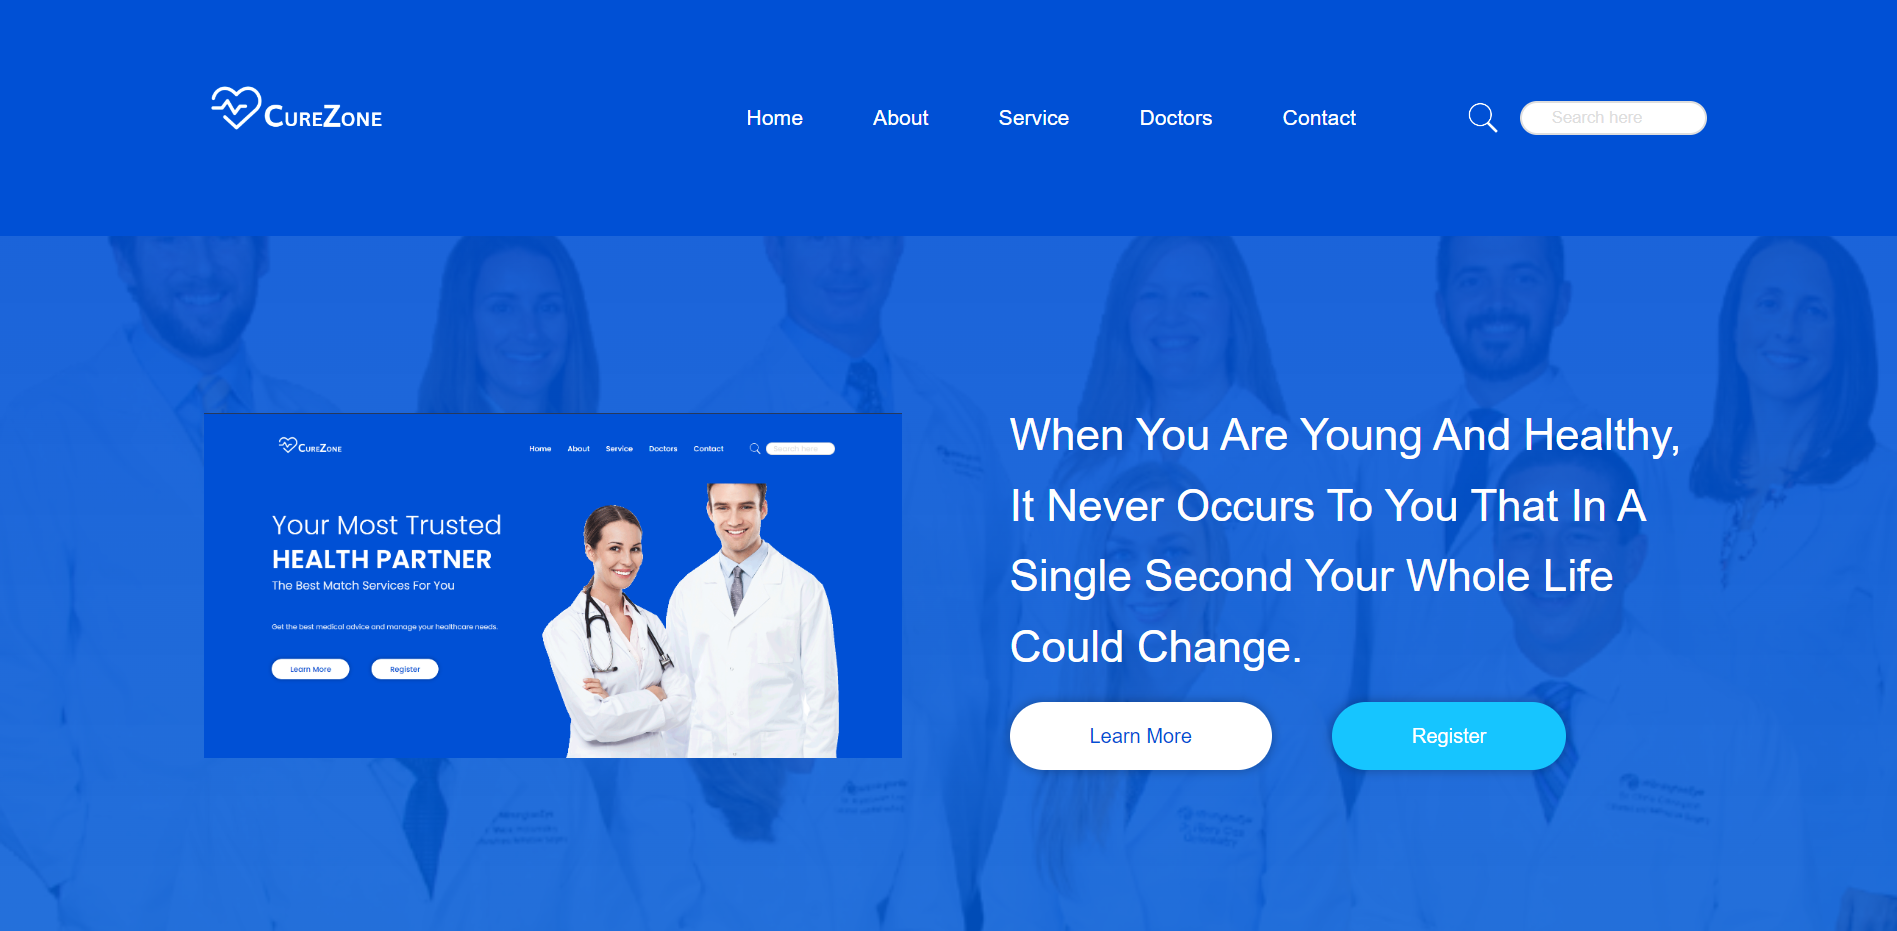 CUREZONE
Home
About
Service
Doctors
Contact
Search here
CUREZONE
Home
About
Service
Doctors
Contact
Search here
Your Most Trusted
HEALTH PARTNER
The Best Match Services For You
Get the best medical advice and manage your healthcare needs.
Learn More
Register
When You Are Young And Healthy,
It Never Occurs To You That In A
Single Second Your Whole Life
Could Change.
Learn More
Register